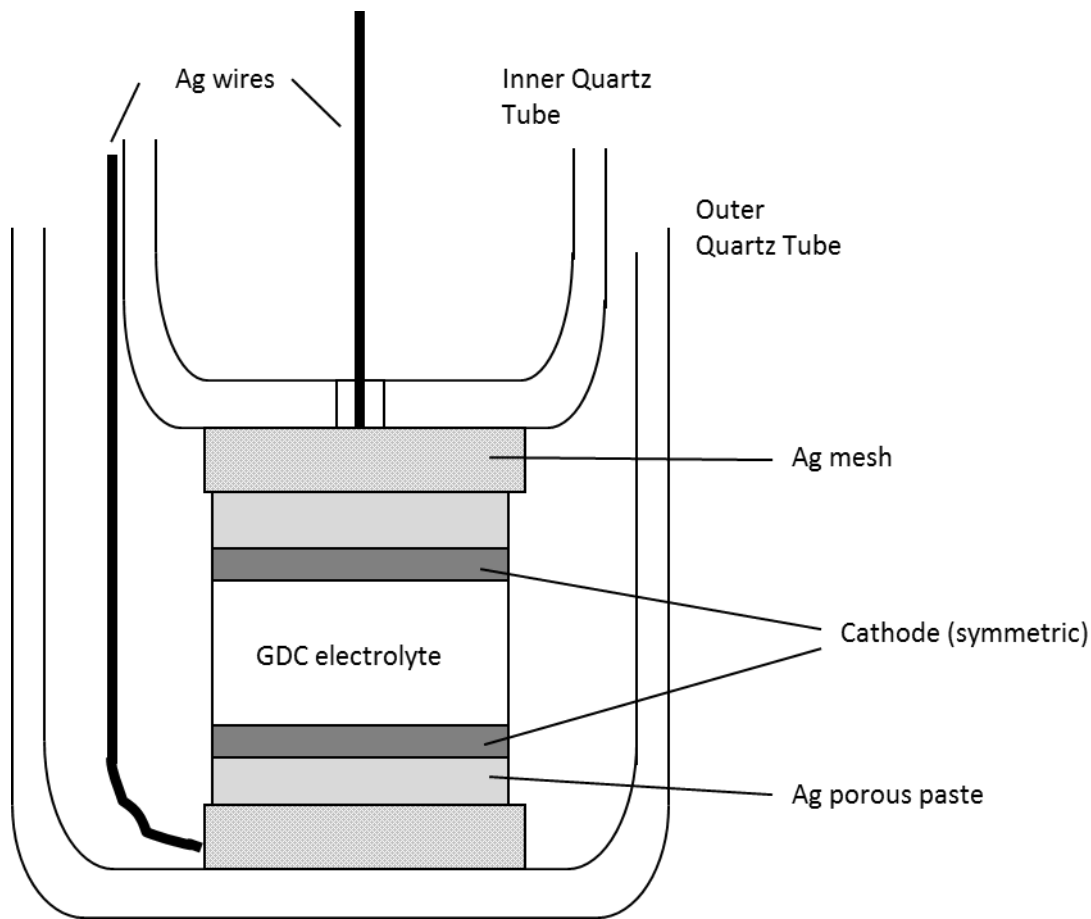 Ag wires
Inner Quartz
Tube
Outer
Quartz Tube
Ag mesh
Cathode (symmetric)
GDC electrolyte
Ag porous paste